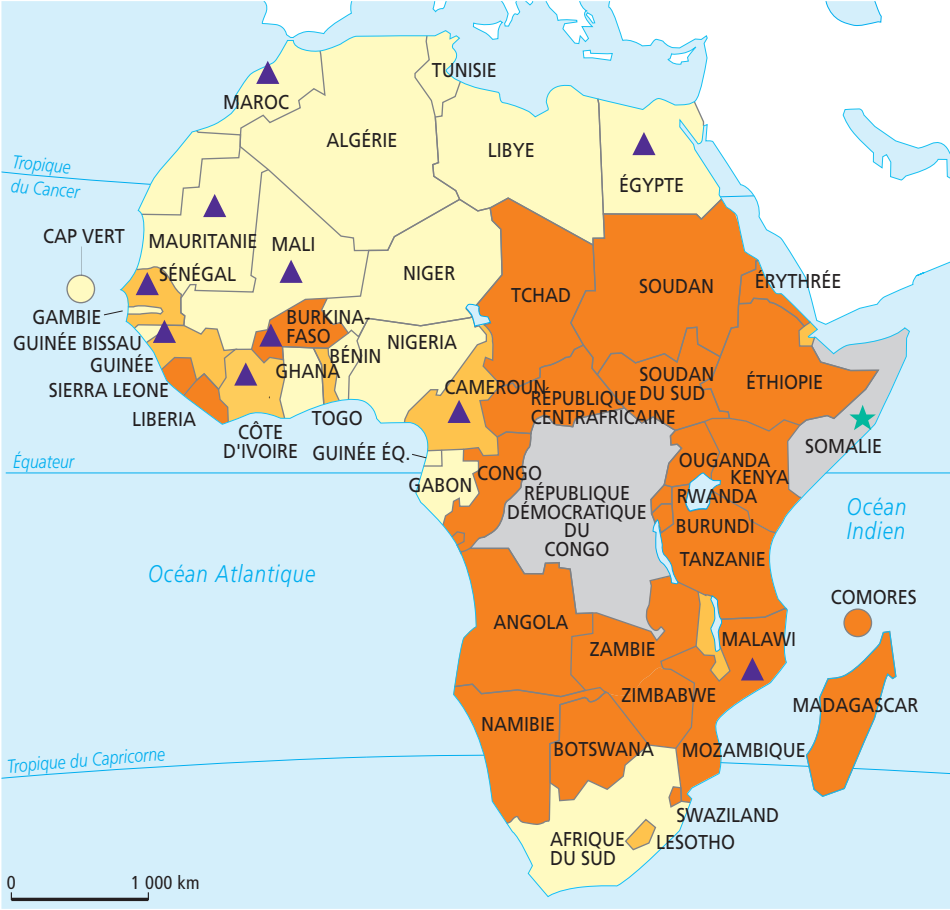 TUNISIE
MAROC
ALGÉRIE
LIBYE
ÉGYPTE
Tropique
du Cancer
CAP VERT
MAURITANIE
MALI
SÉNÉGAL
NIGER
TCHAD
SOUDAN
ÉRYTHRÉE
GAMBIE
BURKINA-
FASO
GUINÉE BISSAU
NIGERIA
BÉNIN
GUINÉE
GHANA
SOUDAN
DU SUD
ÉTHIOPIE
SIERRA LEONE
CAMEROUN
RÉPUBLIQUE
CENTRAFRICAINE
LIBERIA
TOGO
CÔTE
D'IVOIRE
GUINÉE ÉQ.
SOMALIE
Équateur
OUGANDA
CONGO
KENYA
GABON
RÉPUBLIQUE
DÉMOCRATIQUE
DU
CONGO
RWANDA
BURUNDI
Océan
Indien
TANZANIE
Océan Atlantique
COMORES
ANGOLA
MALAWI
ZAMBIE
ZIMBABWE
MADAGASCAR
NAMIBIE
BOTSWANA
MOZAMBIQUE
Tropique du Capricorne
SWAZILAND
AFRIQUE
DU SUD
LESOTHO
0 1 000 km